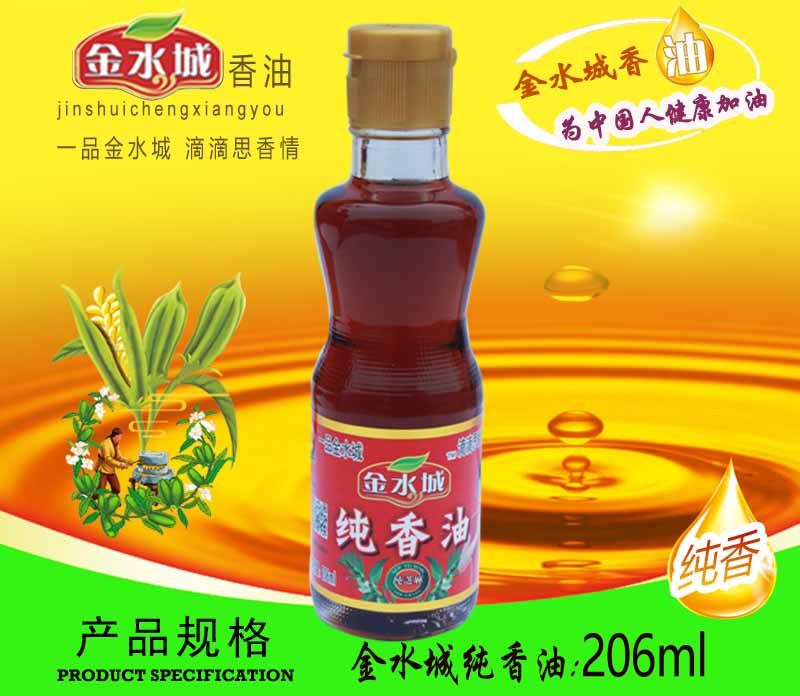 金水城 香油
jinshuichengxiangyou
一品金水城 滴滴思香情
金水城香油
为中国人健康加油
一品金水城
金水城
纯香油
纯香
产品规格
PRODUCT SPECIFICATION
金水城纯香油:206ml